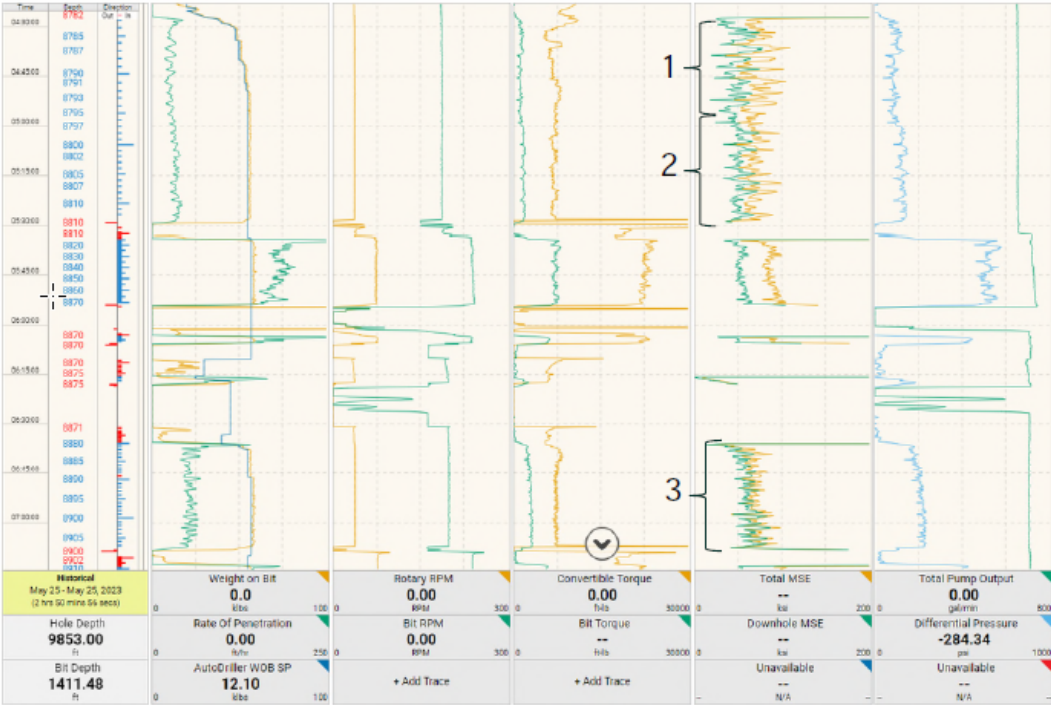 Time Depth Direction
Out In
8782
04:30:00
8785
8787
1
04:45:00
8790
8791
8793
8795
05:00:00
8797
8800
8802
2
05:15:00
8805
8807
8810
05:30:00
8810
8810
8820
8830
8840
05:45:00
8850
8860
8870
06:00:00
8870
8870
8870
06:15:00
8875
8875
06:30:00
8871
8880
8885
06:45:00
8890
3
8895
07:00:00
8900
8905
8900
8902
8910
Historical
May 25 - May 25, 2023
(2 hrs 50 mins 56 secs)
Hole Depth
9853.00
ft
Bit Depth
1411.48
ft
Weight on Bit
0.0
0 klbs 100
Rate Of Penetration
0.00
0 ft/hr 250
AutoDriller WOB SP
12.10
0 klbs 100
Rotary RPM
0.00
0 RPM 300
Bit RPM
0.00
0 RPM 300
+ Add Trace
Convertible Torque
0.00
0 ft·lb 30000
Bit Torque
--
0 ft·lb 30000
+ Add Trace
Total MSE
--
0 ksi 200
Downhole MSE
--
0 ksi 200
Unavailable
--
-- N/A --
Total Pump Output
0.00
0 gal/min 800
Differential Pressure
-284.34
0 psi 1000
Unavailable
--
-- N/A --